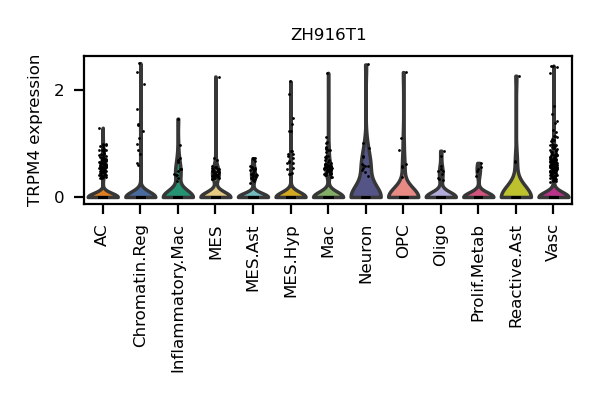 ZH916T1
TRPM4 expression
2
0
AC
Chromatin.Reg
Inflammatory.Mac
MES
MES.Ast
MES.Hyp
Mac
Neuron
OPC
Oligo
Prolif.Metab
Reactive.Ast
Vasc